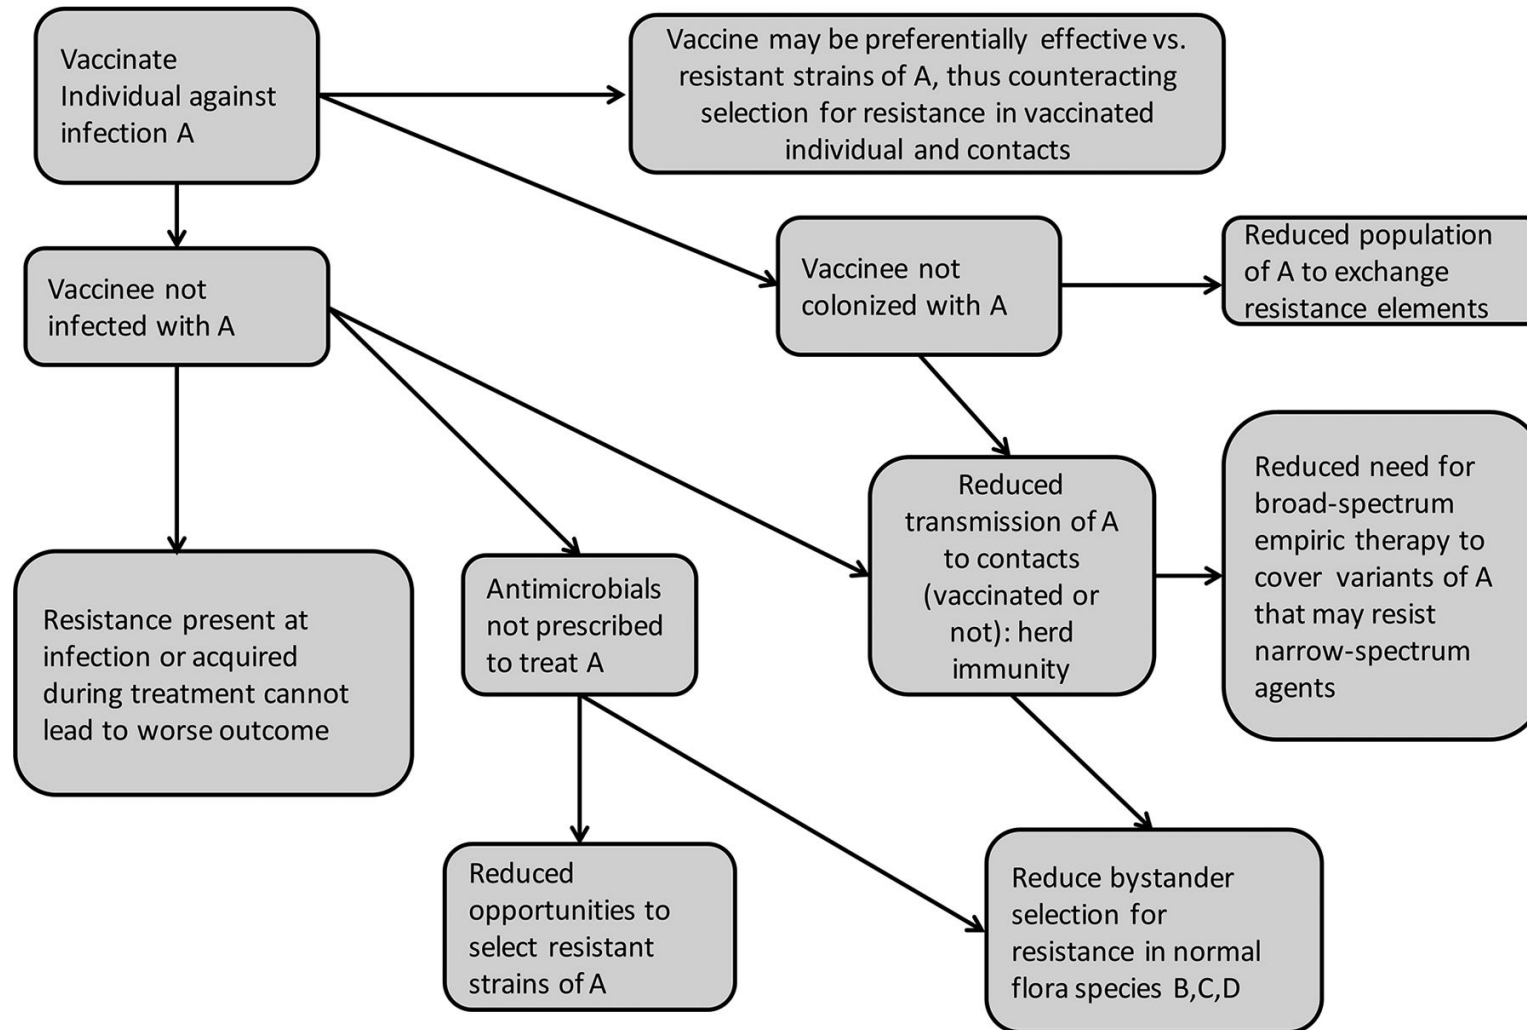 Vaccinate
Individual against
infection A
Vaccine may be preferentially effective vs.
resistant strains of A, thus counteracting
selection for resistance in vaccinated
individual and contacts
Vaccinee not
infected with A
Vaccinee not
colonized with A
Reduced population
of A to exchange
resistance elements
Resistance present at
infection or acquired
during treatment cannot
lead to worse outcome
Antimicrobials
not prescribed
to treat A
Reduced
transmission of A
to contacts
(vaccinated or
not): herd
immunity
Reduced need for
broad-spectrum
empiric therapy to
cover variants of A
that may resist
narrow-spectrum
agents
Reduced
opportunities to
select resistant
strains of A
Reduce bystander
selection for
resistance in normal
flora species B,C,D